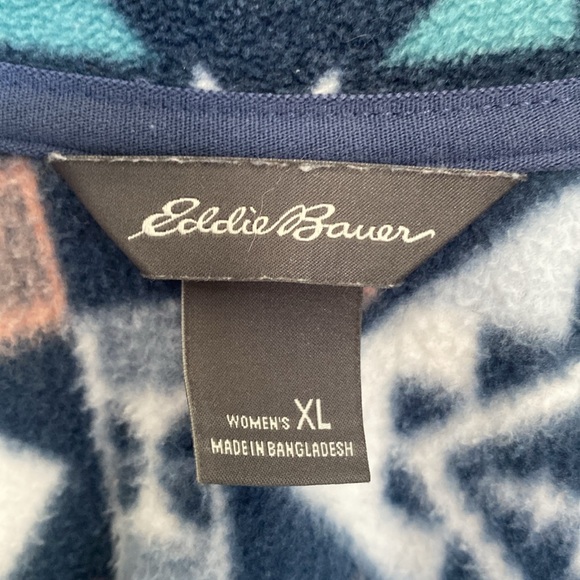 Eddie Bauer
WOMEN'S XL
MADE IN BANGLADESH